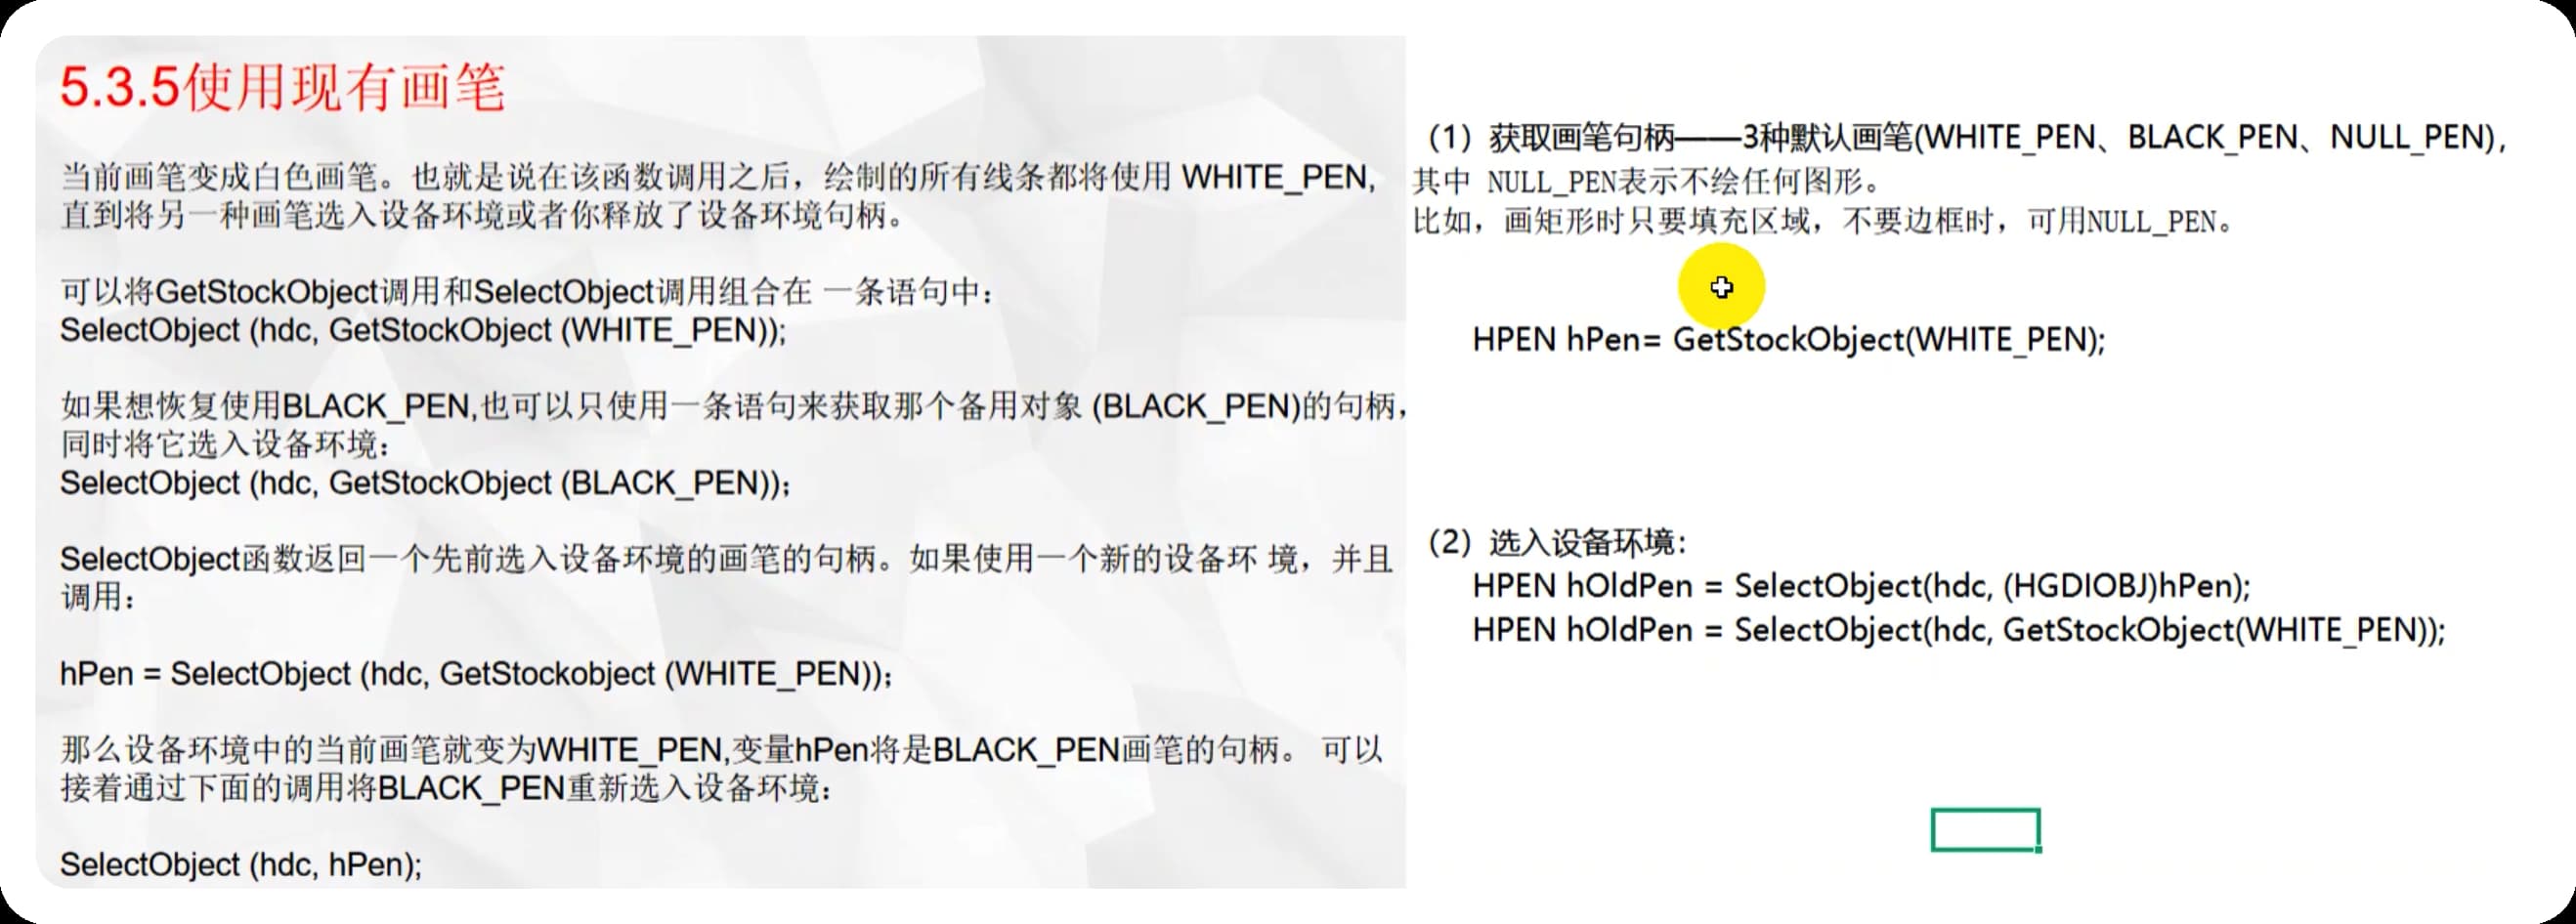 5.3.5使用现有画笔
当前画笔变成白色画笔。也就是说在该函数调用之后，绘制的所有线条都将使用 WHITE_PEN,
直到将另一种画笔选入设备环境或者你释放了设备环境句柄。
可以将GetStockObject调用和SelectObject调用组合在 一条语句中：
SelectObject (hdc, GetStockObject (WHITE_PEN));
如果想恢复使用BLACK_PEN,也可以只使用一条语句来获取那个备用对象 (BLACK_PEN)的句柄，
同时将它选入设备环境：
SelectObject (hdc, GetStockObject (BLACK_PEN))；
SelectObject函数返回一个先前选入设备环境的画笔的句柄。如果使用一个新的设备环 境，并且
调用：
hPen = SelectObject (hdc, GetStockobject (WHITE_PEN))；
那么设备环境中的当前画笔就变为WHITE_PEN,变量hPen将是BLACK_PEN画笔的句柄。 可以
接着通过下面的调用将BLACK_PEN重新选入设备环境：
SelectObject (hdc, hPen);
（1）获取画笔句柄——3种默认画笔(WHITE_PEN、BLACK_PEN、NULL_PEN)，
其中 NULL_PEN表示不绘任何图形。
比如，画矩形时只要填充区域，不要边框时，可用NULL_PEN。
HPEN hPen= GetStockObject(WHITE_PEN);
（2）选入设备环境：
HPEN hOldPen = SelectObject(hdc, (HGDIOBJ)hPen);
HPEN hOldPen = SelectObject(hdc, GetStockObject(WHITE_PEN));